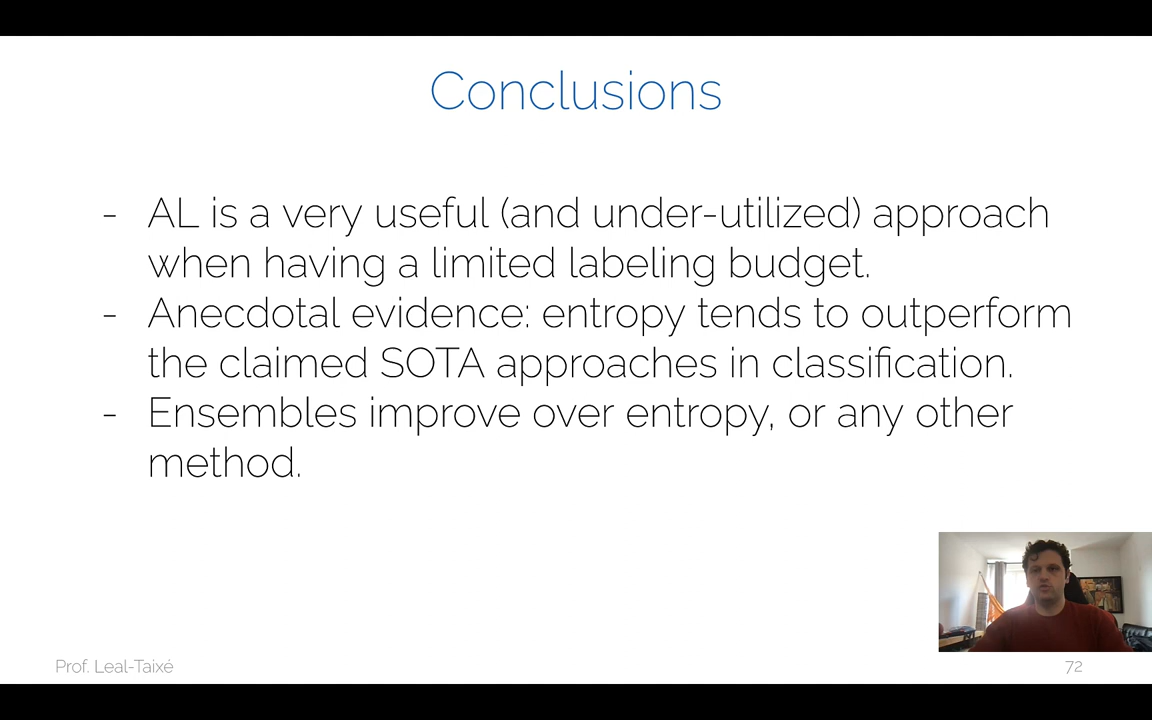 Conclusions
- AL is a very useful (and under-utilized) approach
when having a limited labeling budget.
- Anecdotal evidence: entropy tends to outperform
the claimed SOTA approaches in classification.
- Ensembles improve over entropy, or any other
method.
Prof. Leal-Taixé
72